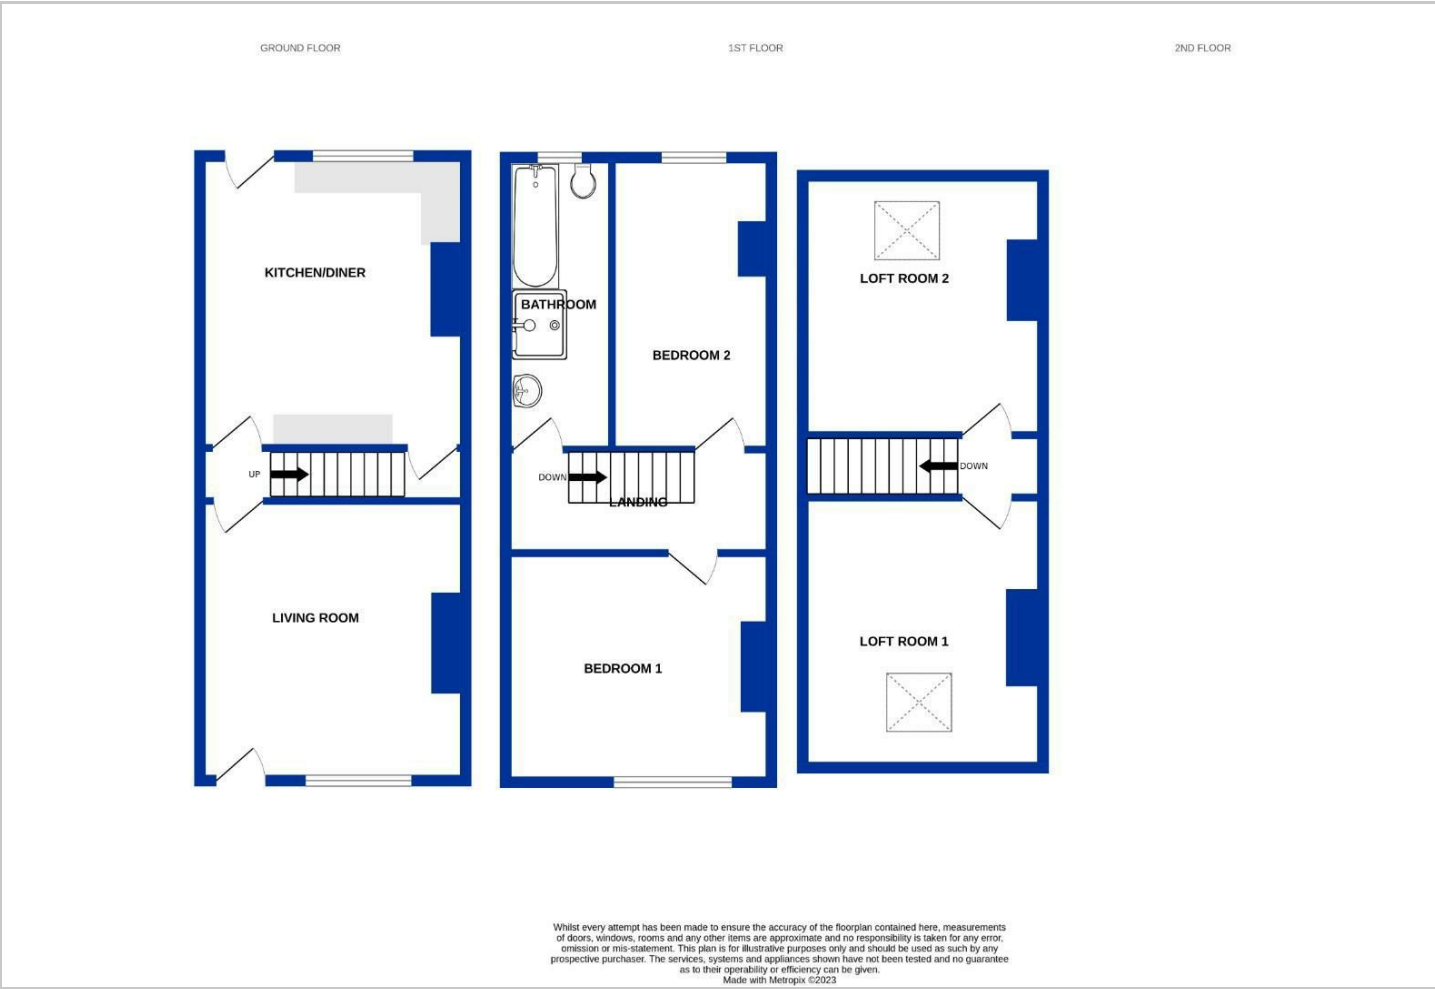 GROUND FLOOR
1ST FLOOR
2ND FLOOR
KITCHEN/DINER
UP
LIVING ROOM
BATHROOM
BEDROOM 2
DOWN
LANDING
BEDROOM 1
LOFT ROOM 2
DOWN
LOFT ROOM 1
Whilst every attempt has been made to ensure the accuracy of the floorplan contained here, measurements
of doors, windows, rooms and any other items are approximate and no responsibility is taken for any error,
omission or mis-statement. This plan is for illustrative purposes only and should be used as such by any
prospective purchaser. The services, systems and appliances shown have not been tested and no guarantee
as to their operability or efficiency can be given.
Made with Metropix ©2023